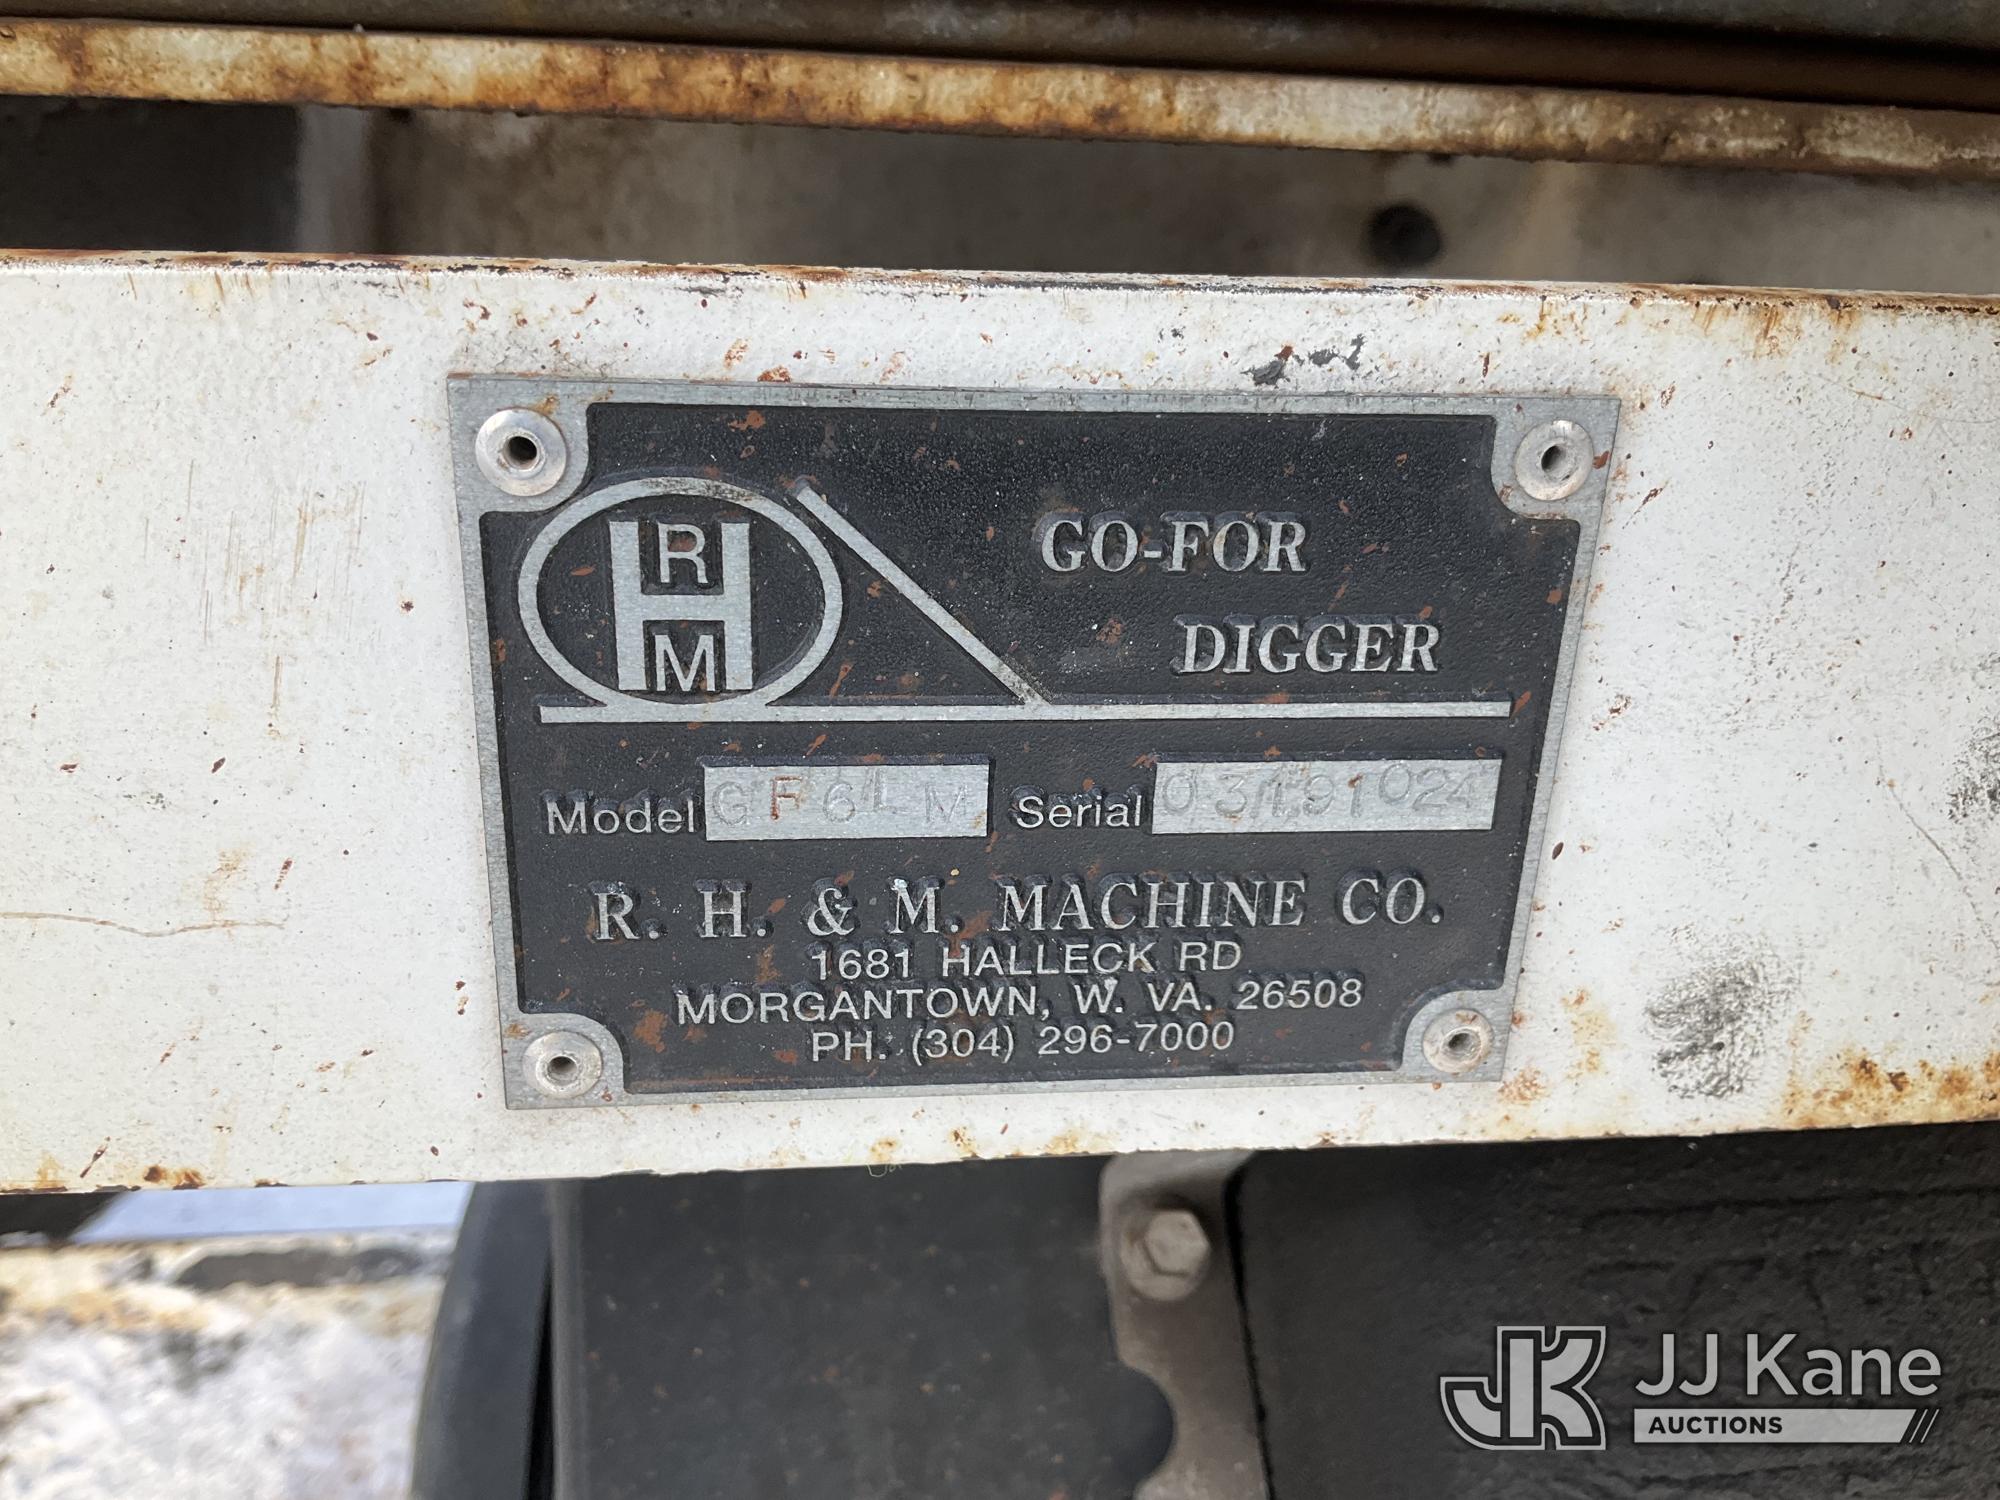 R
H
M
GO-FOR
DIGGER
Model GF6LM Serial
R. H. & M. MACHINE CO.
1681 HALLECK RD
MORGANTOWN, W. VA. 26508
PH. (304) 296-7000
JK JJ Kane
AUCTIONS